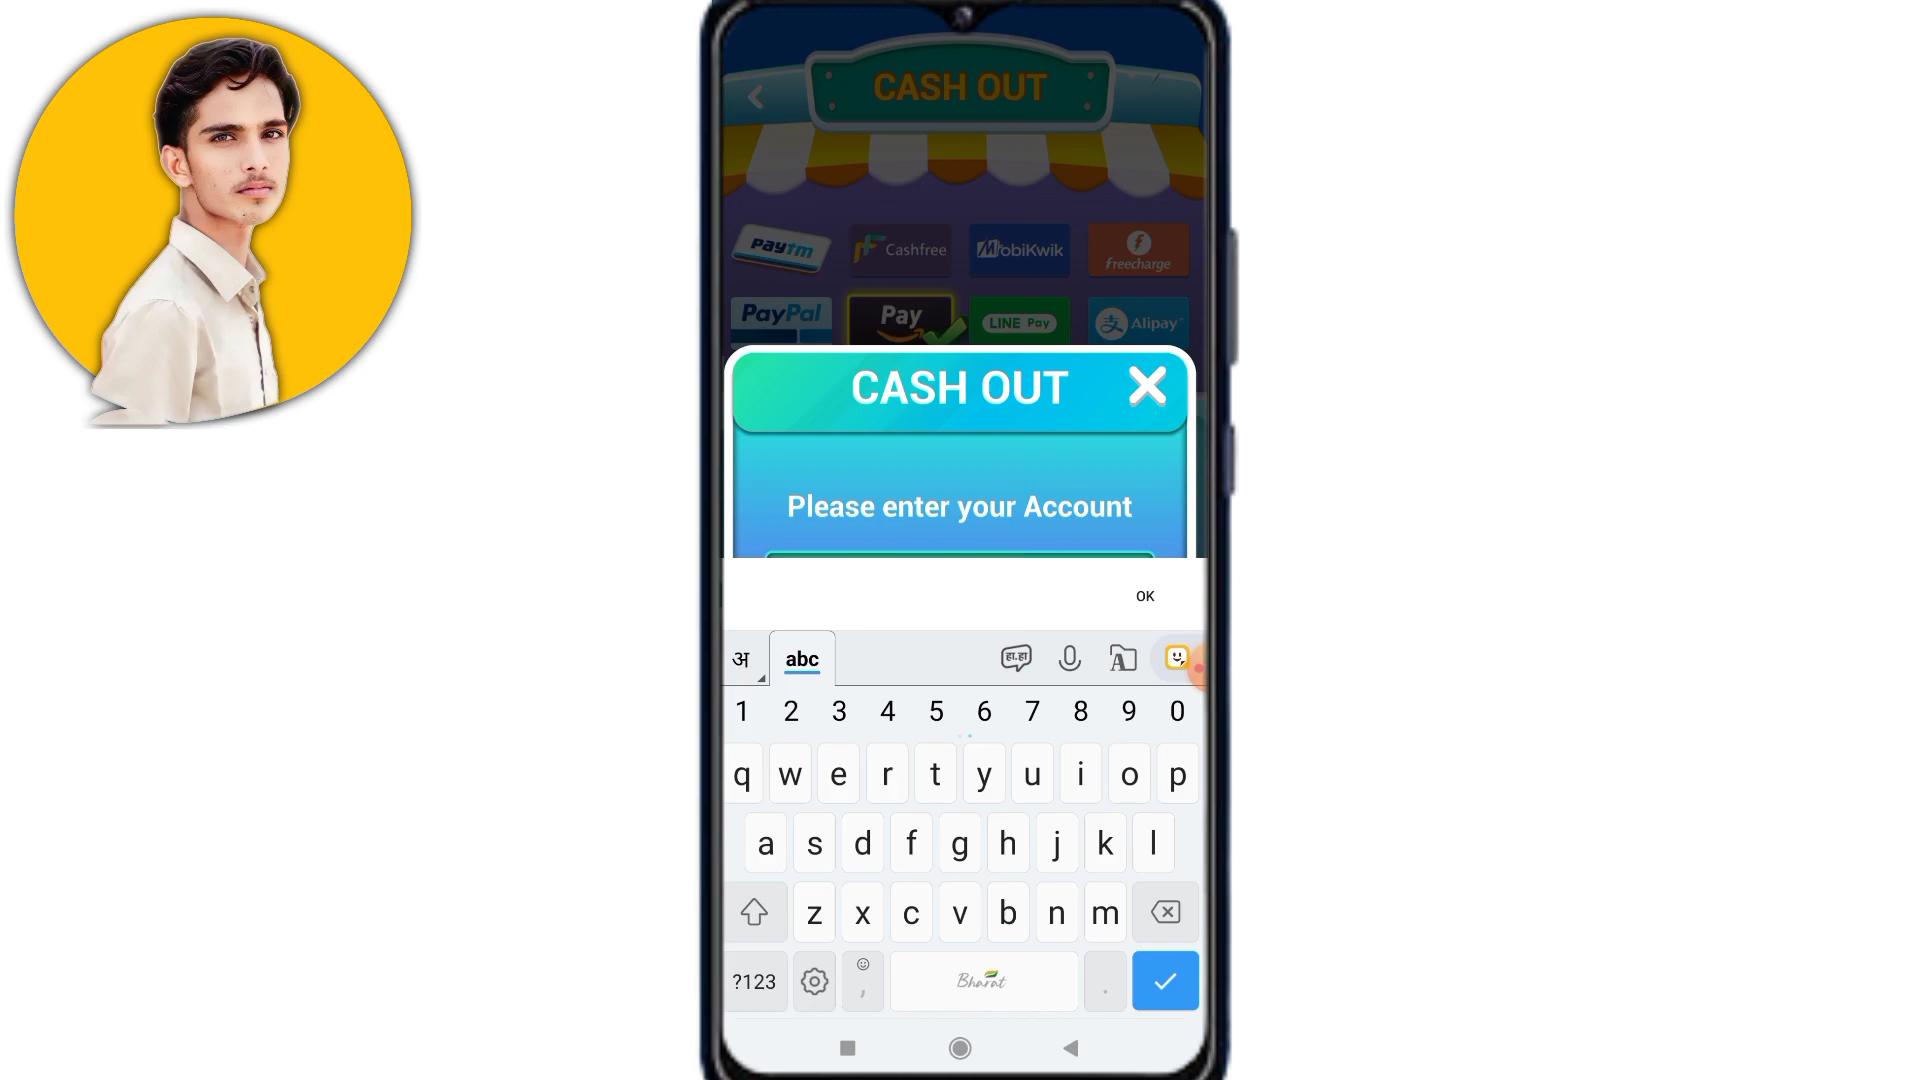 CASH OUT
Paytm Cashfree MobiKwik freecharge
PayPal Pay LINE Pay 支 Alipay
CASH OUT
Please enter your Account
OK
अ abc हा.हा A
1 2 3 4 5 6 7 8 9 0
q w e r t y u i o p
a s d f g h j k l
z x c v b n m
?123 , Bharat .